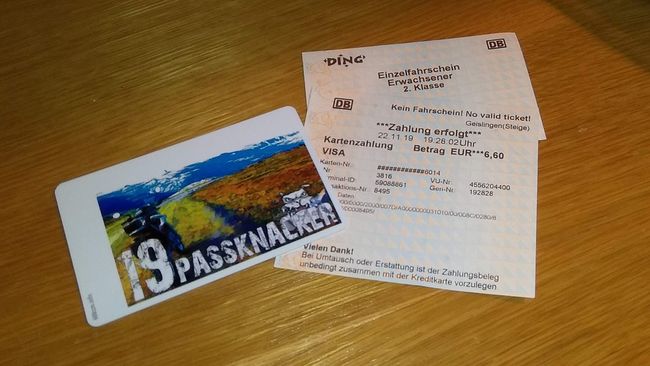 'DING'
DB
Einzelfahrschein
Erwachsener
2. Klasse
DB
Kein Fahrschein! No valid ticket!
Geislingen(Steige)
***Zahlung erfolgt***
22.11.19 19:28.02Uhr
Kartenzahlung Betrag EUR***6,60
VISA
Karten-Nr. ############6014
Nr. 3816 VU-Nr. 4556204400
minal-ID: 59088861 Gen-Nr. 192828
aktions-Nr. 8495
Daten
Vielen Dank!
Bei Umtausch oder Erstattung ist der Zahlungsbeleg
unbedingt zusammen mit der Kreditkarte vorzulegen
19 PASSKNACKER